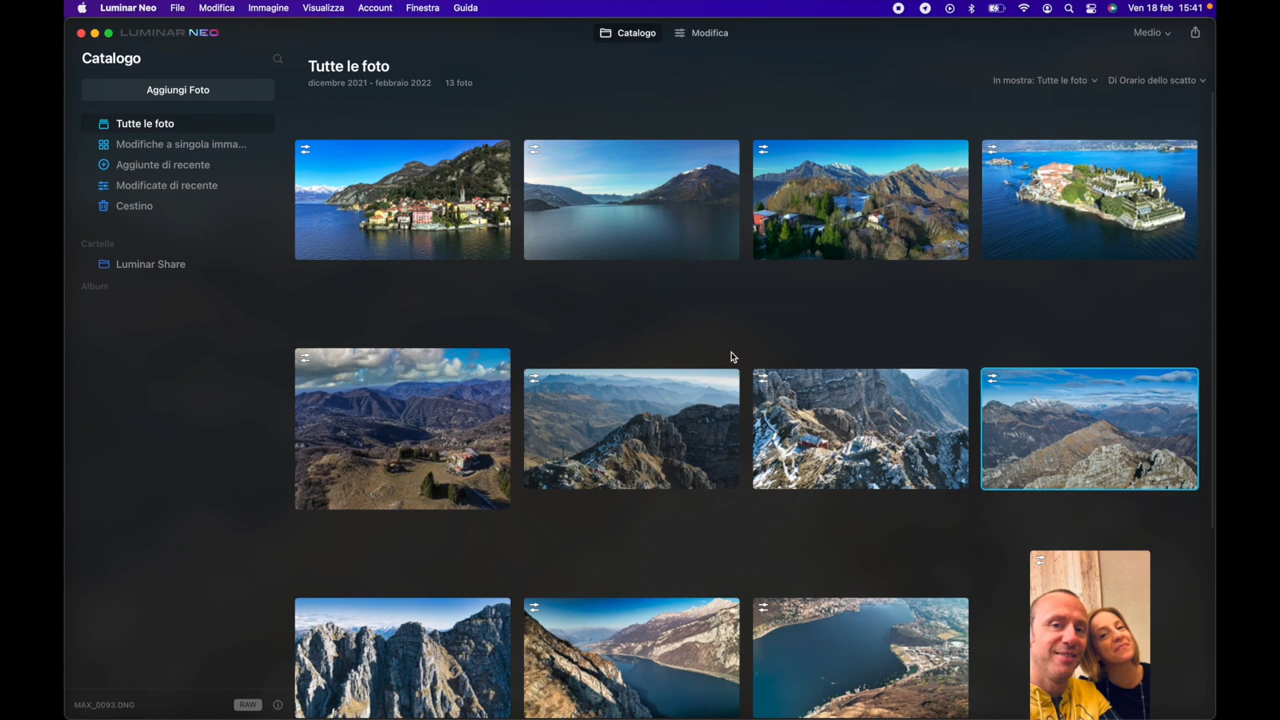 Luminar Neo File Modifica Immagine Visualizza Account Finestra Guida Ven 18 feb 15:41
LUMINAR NEO Catalogo Modifica Medio
Catalogo
Aggiungi Foto
Tutte le foto
Modifiche a singola imma...
Aggiunte di recente
Modificate di recente
Cestino
Cartelle
Luminar Share
Album
Tutte le foto
dicembre 2021 - febbraio 2022 13 foto
In mostra: Tutte le foto Di Orario dello scatto
MAX_0093.DNG RAW